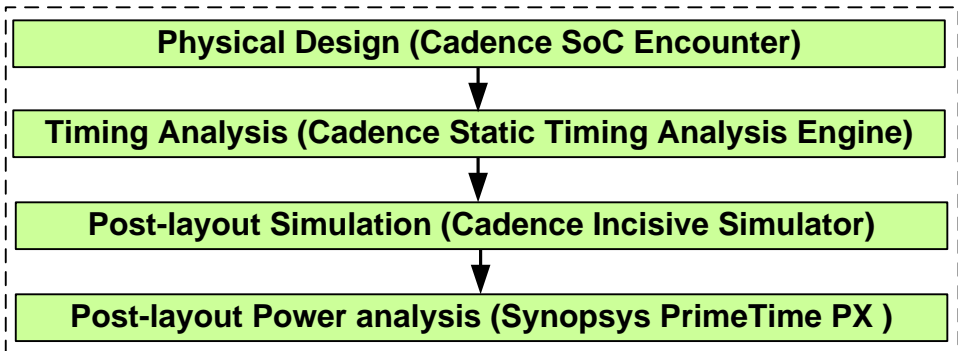 Physical Design (Cadence SoC Encounter)
Timing Analysis (Cadence Static Timing Analysis Engine)
Post-layout Simulation (Cadence Incisive Simulator)
Post-layout Power analysis (Synopsys PrimeTime PX )